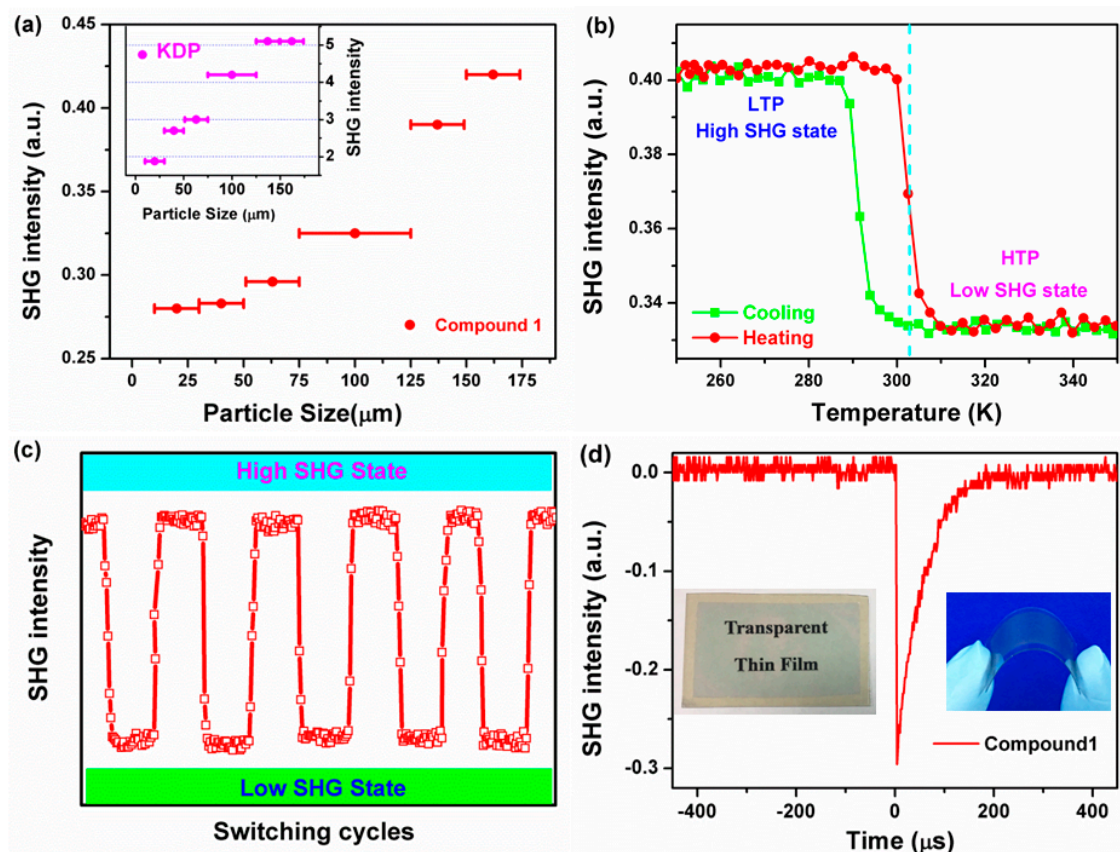 (a)
0.45
0.40
0.35
0.30
0.25
SHG intensity (a.u.)
KDP
5
4
3
2
SHG intensity
0 50 100 150
Particle Size (μm)
Compound 1
0 25 50 75 100 125 150 175
Particle Size(μm)
(b)
0.40
0.38
0.36
0.34
SHG intensity (a.u.)
LTP
High SHG state
HTP
Low SHG state
Cooling
Heating
260 280 300 320 340
Temperature (K)
(c)
High SHG State
SHG intensity
Low SHG State
Switching cycles
(d)
0.0
-0.1
-0.2
-0.3
SHG intensity (a.u.)
Transparent
Thin Film
Compound1
-400 -200 0 200 400
Time (μs)